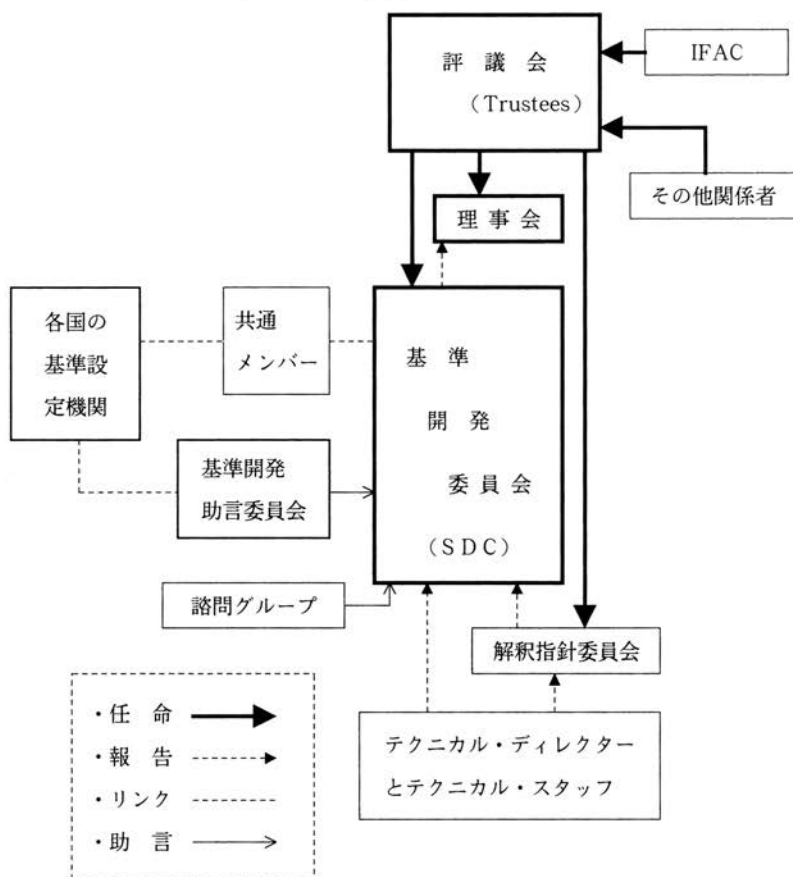 評議会
（Trustees）
IFAC
その他関係者
理事会
各国の
基準設
定機関
共通
メンバー
基準
開発
委員会
（SDC）
基準開発
助言委員会
諮問グループ
解釈指針委員会
テクニカル・ディレクター
とテクニカル・スタッフ
・任命
・報告
・リンク
・助言